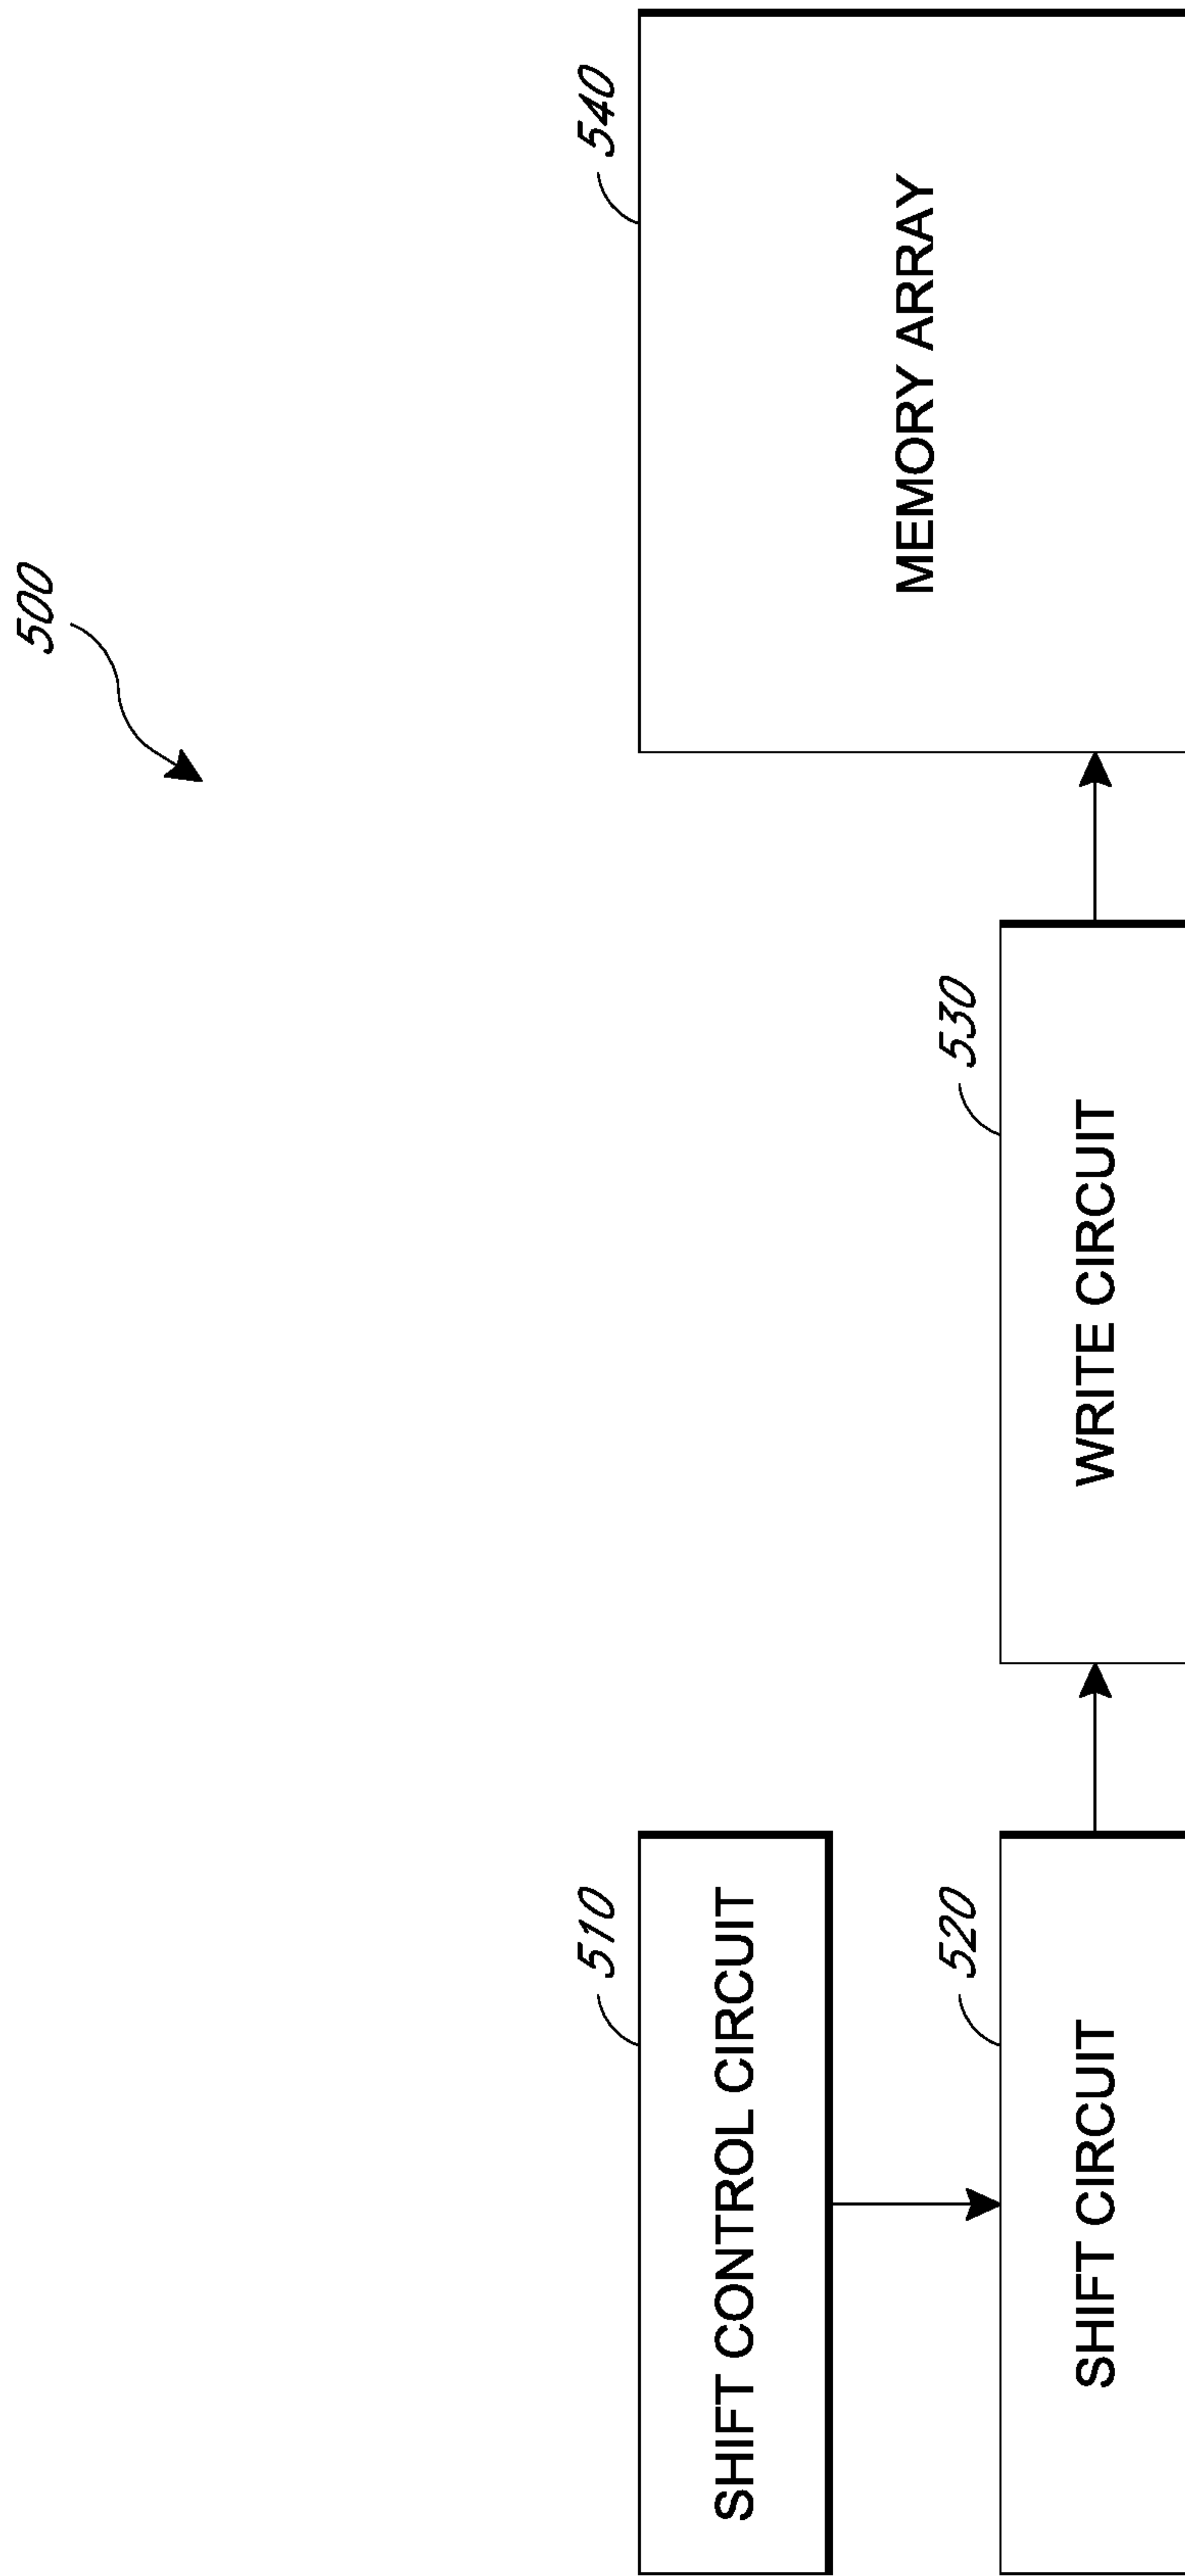 500
540
MEMORY ARRAY
510
SHIFT CONTROL CIRCUIT
530
WRITE CIRCUIT
520
SHIFT CIRCUIT